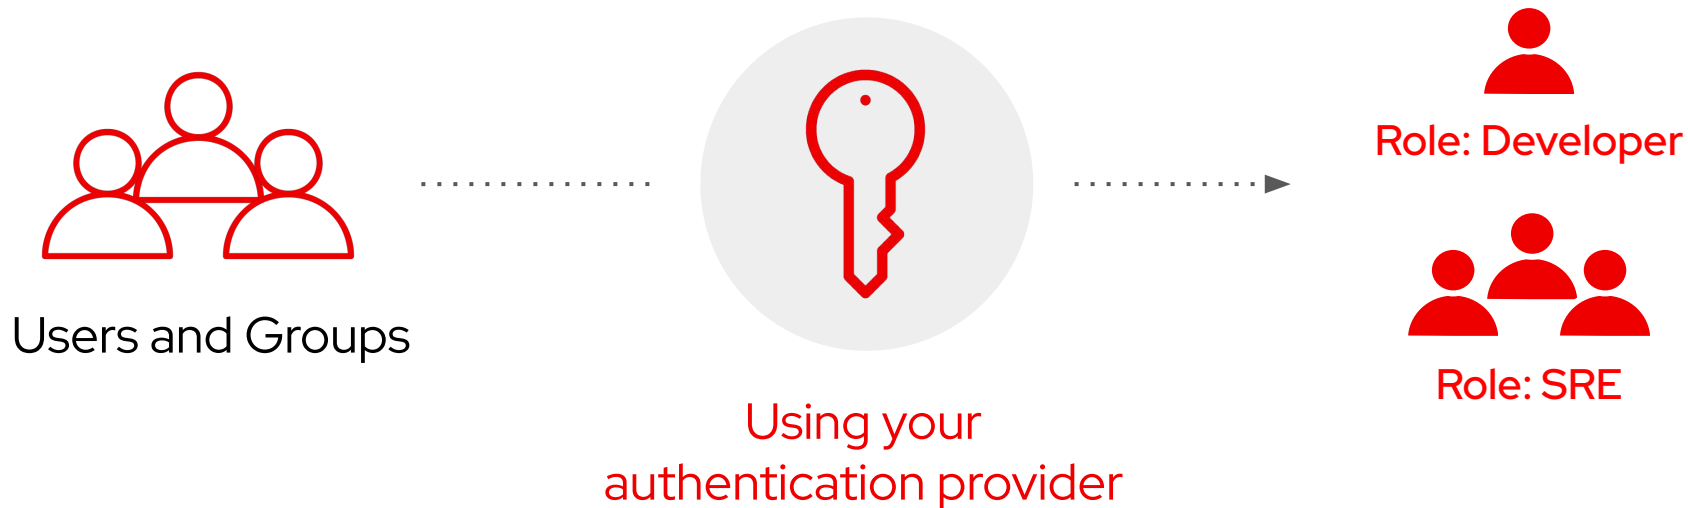 Users and Groups
Using your
authentication provider
Role: Developer
Role: SRE